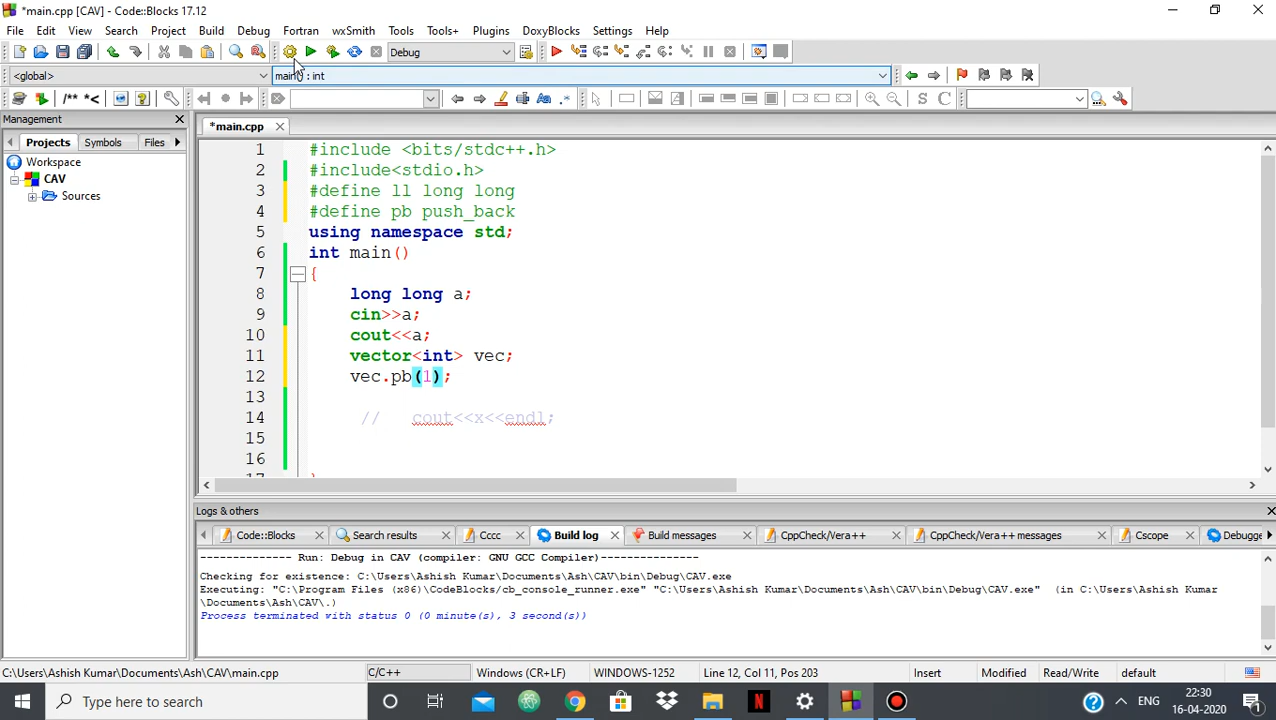 *main.cpp [CAV] - Code::Blocks 17.12
File Edit View Search Project Build Debug Fortran wxSmith Tools Tools+ Plugins DoxyBlocks Settings Help
Debug
<global>
main() : int
/** *<
S C
Management
Projects Symbols Files
Workspace
CAV
Sources
*main.cpp
1 #include <bits/stdc++.h>
2 #include<stdio.h>
3 #define ll long long
4 #define pb push_back
5 using namespace std;
6 int main()
7 {
8 long long a;
9 cin>>a;
10 cout<<a;
11 vector<int> vec;
12 vec.pb(1);
13
14 // cout<<x<<endl;
15
16
17 }
Logs & others
Code::Blocks Search results Cccc Build log Build messages CppCheck/Vera++ CppCheck/Vera++ messages Cscope Debugge
-------------- Run: Debug in CAV (compiler: GNU GCC Compiler)---------------
Checking for existence: C:\Users\Ashish Kumar\Documents\Ash\CAV\bin\Debug\CAV.exe
Executing: "C:\Program Files (x86)\CodeBlocks/cb_console_runner.exe" "C:\Users\Ashish Kumar\Documents\Ash\CAV\bin\Debug\CAV.exe"  (in C:\Users\Ashish Kumar
\Documents\Ash\CAV\.)
Process terminated with status 0 (0 minute(s), 3 second(s))
C:\Users\Ashish Kumar\Documents\Ash\CAV\main.cpp C/C++ Windows (CR+LF) WINDOWS-1252 Line 12, Col 11, Pos 203 Insert Modified Read/Write default
Type here to search
ENG
22:30
16-04-2020